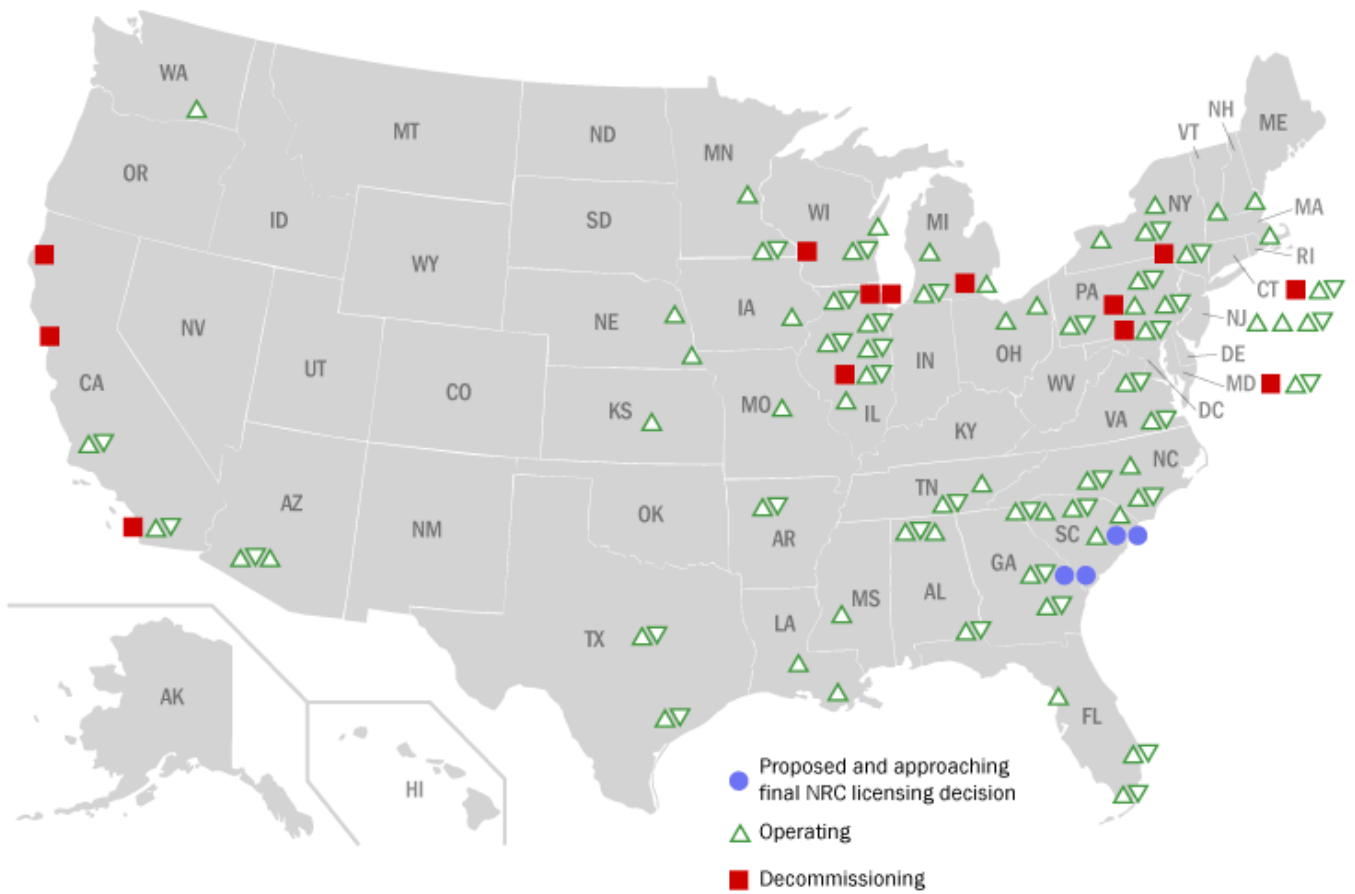 WA
MT
ND
MN
VT
NH
ME
OR
ID
SD
WI
MI
NY
MA
RI
WY
CT
NV
NE
IA
PA
NJ
UT
CO
OH
IN
DE
CA
KS
MO
IL
WV
MD
VA
DC
KY
NC
AZ
NM
OK
TN
AR
SC
GA
MS
AL
TX
LA
AK
FL
HI
Proposed and approaching
final NRC licensing decision
Operating
Decommissioning